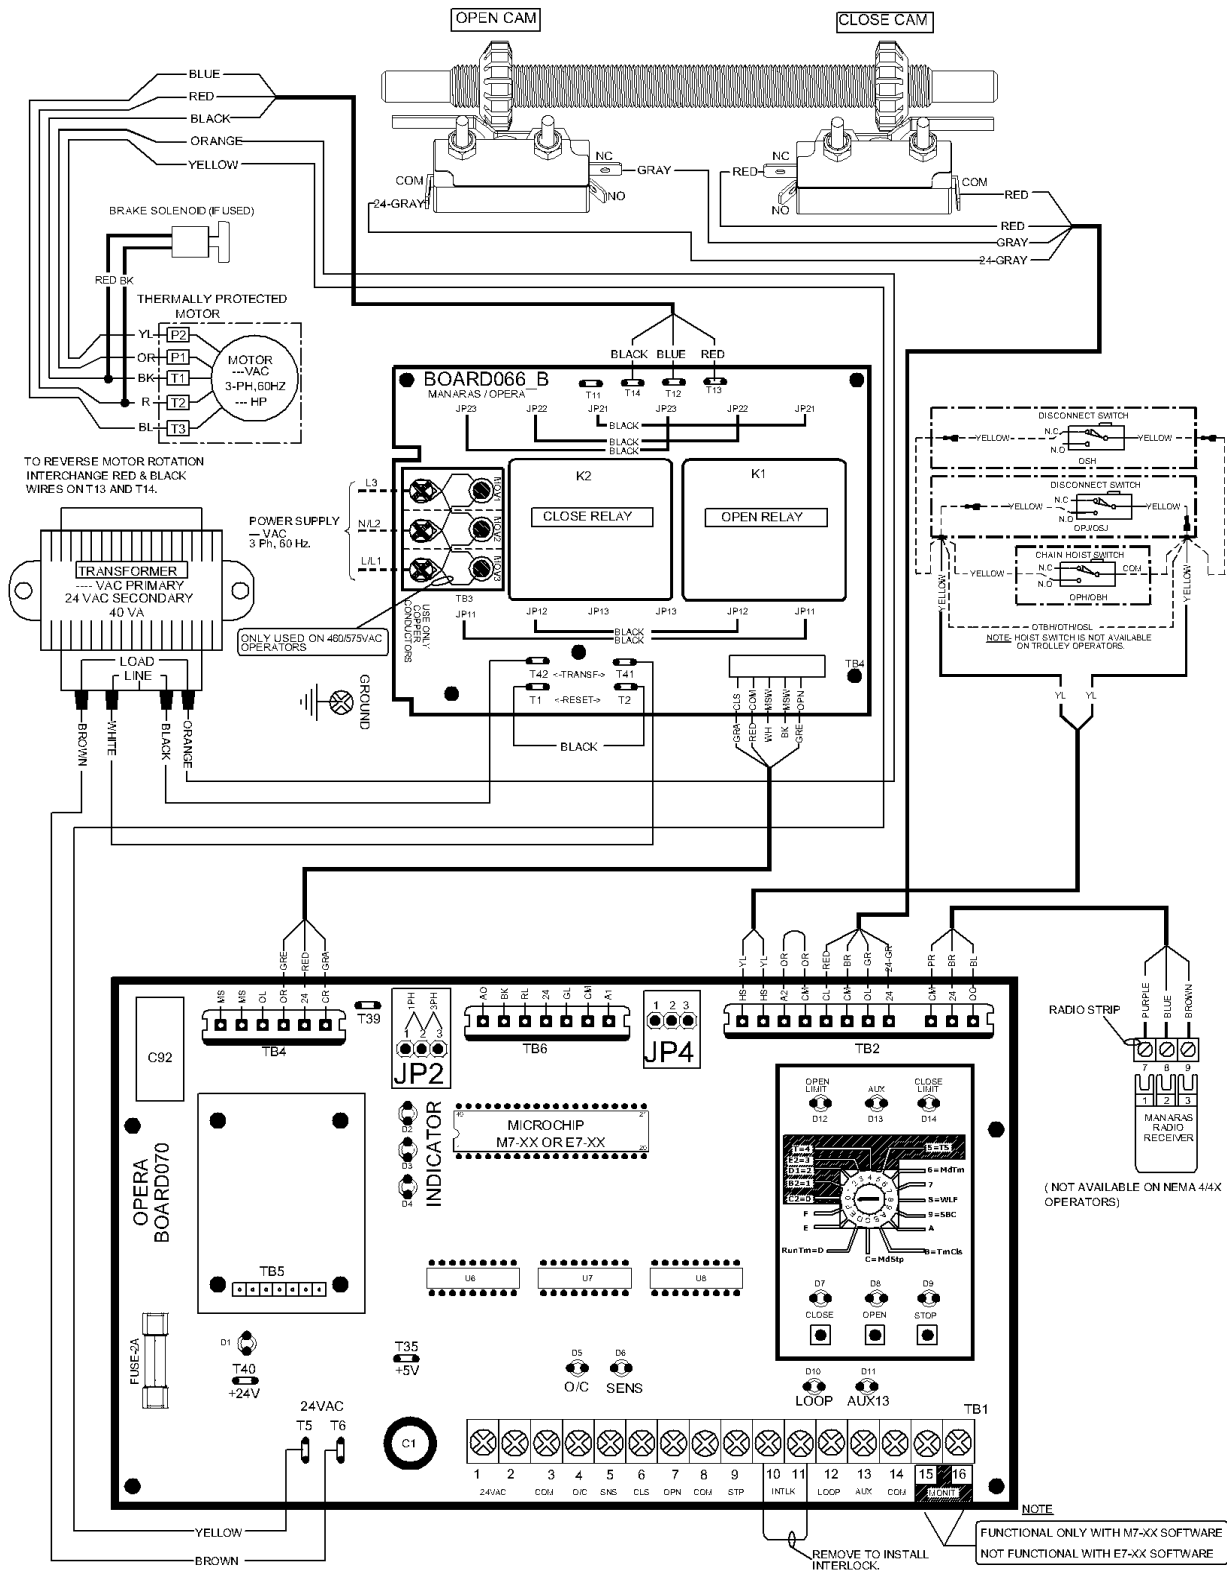 OPEN CAM
CLOSE CAM
BLUE
RED
BLACK
ORANGE
YELLOW
NC
GRAY
COM
24-GRAY
NO
RED
NC
NO
COM
RED
RED
GRAY
24-GRAY
BRAKE SOLENOID (IF USED)
RED BK
THERMALLY PROTECTED
MOTOR
YL P2
OR P1
BK T1
R T2
BL T3
MOTOR
---VAC
3-PH,60HZ
--- HP
TO REVERSE MOTOR ROTATION
INTERCHANGE RED & BLACK
WIRES ON T13 AND T14.
BLACK BLUE RED
BOARD066_B
MANARAS / OPERA
T11 T14 T12 T13
JP23 JP22 JP21 JP23 JP22 JP21
BLACK
BLACK
BLACK
L3
N/L2
L/L1
POWER SUPPLY
--- VAC
3 Ph, 60 Hz.
MOV1
MOV2
MOV3
K2
CLOSE RELAY
K1
OPEN RELAY
TB3
USE ONLY
COPPER
CONDUCTORS
JP11 JP12 JP13 JP13 JP12 JP11
BLACK
BLACK
ONLY USED ON 460/575VAC
OPERATORS
T42 <-TRANSF-> T41
T1 <-RESET-> T2
BLACK
TB4
CLS COM MSW MSW OPN
GRA RED WH BK GRE
GROUND
TRANSFORMER
---- VAC PRIMARY
24 VAC SECONDARY
40 VA
LOAD
LINE
BROWN
WHITE
BLACK
ORANGE
DISCONNECT SWITCH
N.C
N.O
YELLOW
YELLOW
OSH
DISCONNECT SWITCH
YELLOW
N.C
N.O
YELLOW
OPJ/OSJ
CHAIN HOIST SWITCH
YELLOW
N.C
N.O
COM
OPH/OBH
YELLOW
YELLOW
OTBH/OTH/OSL
NOTE- HOIST SWITCH IS NOT AVAILABLE
ON TROLLEY OPERATORS.
YL YL
GRE RED GRA
MS MS OL OR 24 CR
TB4
T39
1PH 3PH
1 2 3
JP2
AO BK RL 24 GL CM A1
TB6
1 2 3
JP4
YL YL OR OR RED BR GR 24-GR PR BR BL
HS HS A2 CM CL CM OL 24 CM 24 OO
TB2
RADIO STRIP
PURPLE
BLUE
BROWN
7 8 9
1 2 3
MANARAS
RADIO
RECEIVER
( NOT AVAILABLE ON NEMA 4/4X
OPERATORS)
C92
OPERA
BOARD070
TB5
D2
D3
D4
INDICATOR
MICROCHIP
M7-XX OR E7-XX
U6 U7 U8
OPEN
LIMIT
D12
AUX
D13
CLOSE
LIMIT
D14
T=4
E2=3
D1=2
B2=1
C2=0
F
E
RunTm=D
C=MdStp
5=TS
6=MdTm
7
8=WLF
9=SBC
A
B=TmCls
D7 D8 D9
CLOSE OPEN STOP
FUSE-2A
D1
T40
+24V
T35
+5V
D5
O/C
D6
SENS
D10
LOOP
D11
AUX13
24VAC
T5 T6
C1
TB1
1 2 3 4 5 6 7 8 9 10 11 12 13 14 15 16
24VAC COM O/C SNS CLS OPN COM STP INTLK LOOP AUX COM MONIT
YELLOW
BROWN
REMOVE TO INSTALL
INTERLOCK.
NOTE
FUNCTIONAL ONLY WITH M7-XX SOFTWARE
NOT FUNCTIONAL WITH E7-XX SOFTWARE